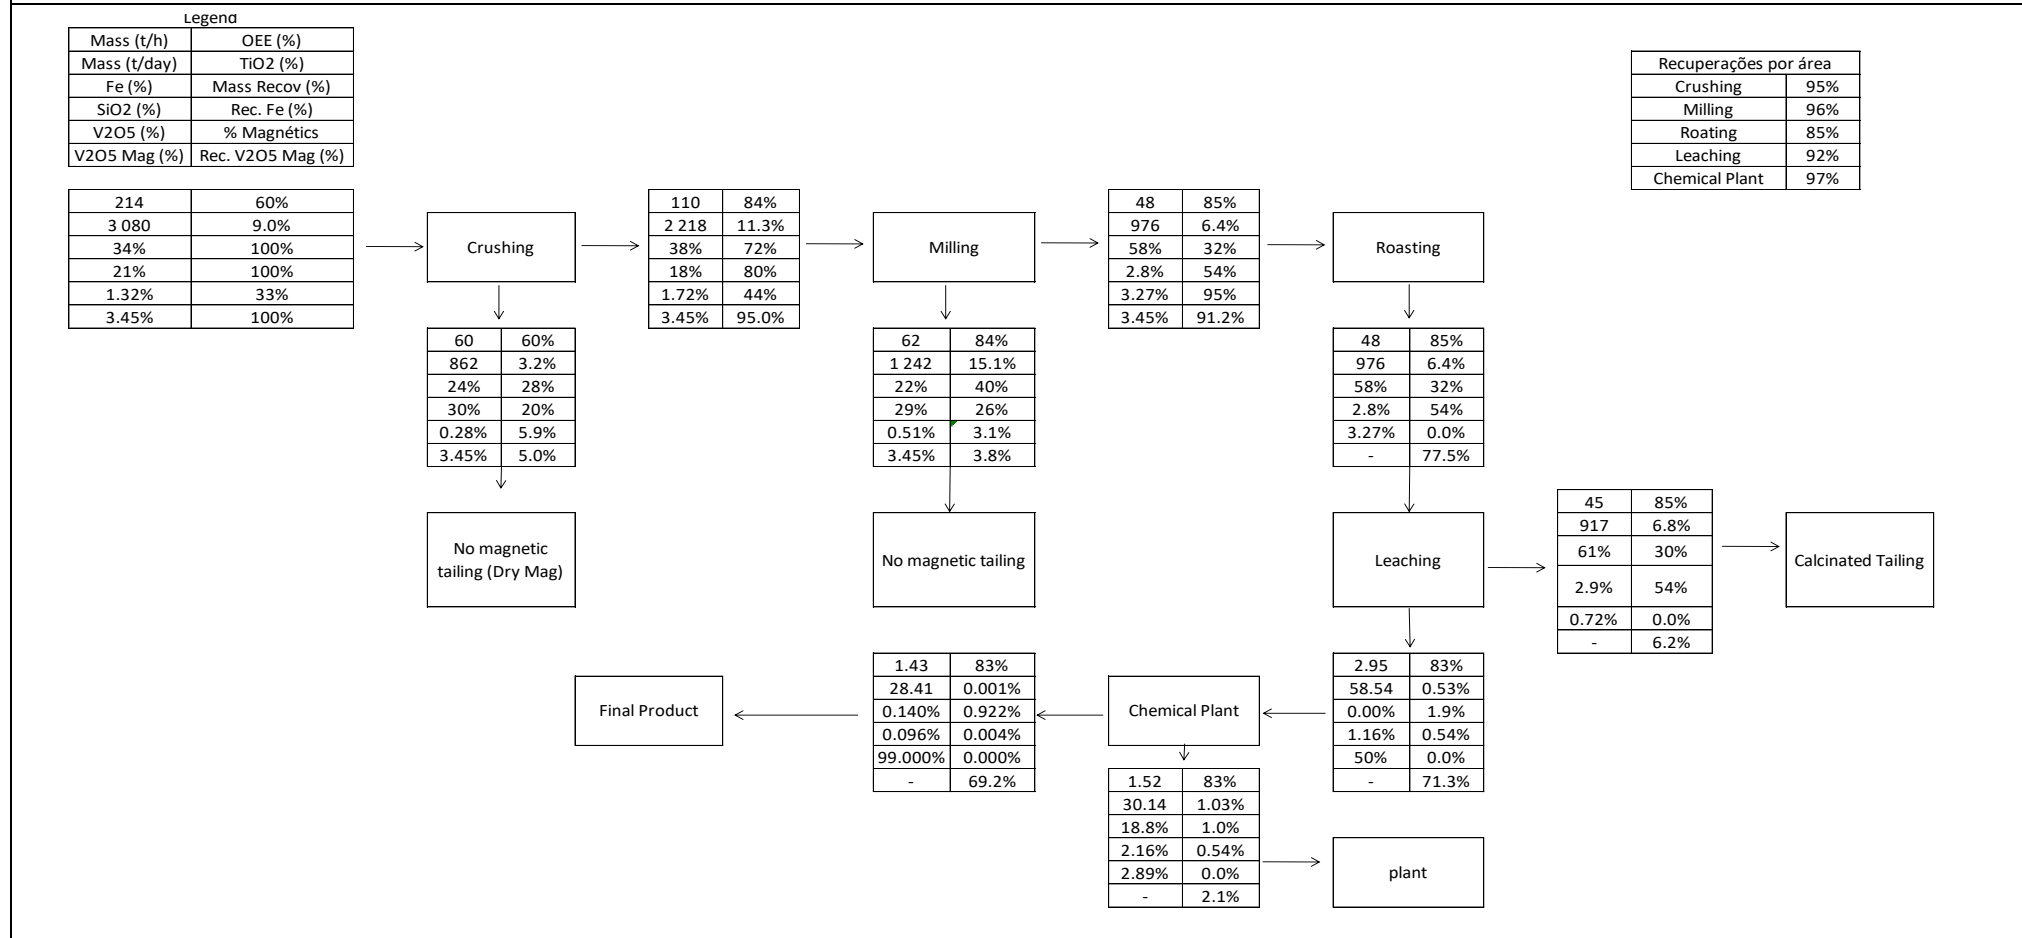 Legend
Mass (t/h) OEE (%)
Mass (t/day) TiO2 (%)
Fe (%) Mass Recov (%)
SiO2 (%) Rec. Fe (%)
V2O5 (%) % Magnétics
V2O5 Mag (%) Rec. V2O5 Mag (%)
Recuperações por área
Crushing 95%
Milling 96%
Roating 85%
Leaching 92%
Chemical Plant 97%
214 60%
3 080 9.0%
34% 100%
21% 100%
1.32% 33%
3.45% 100%
Crushing
110 84%
2 218 11.3%
38% 72%
18% 80%
1.72% 44%
3.45% 95.0%
Milling
48 85%
976 6.4%
58% 32%
2.8% 54%
3.27% 95%
3.45% 91.2%
Roasting
60 60%
862 3.2%
24% 28%
30% 20%
0.28% 5.9%
3.45% 5.0%
62 84%
1 242 15.1%
22% 40%
29% 26%
0.51% 3.1%
3.45% 3.8%
48 85%
976 6.4%
58% 32%
2.8% 54%
3.27% 0.0%
- 77.5%
No magnetic
tailing (Dry Mag)
No magnetic tailing
Leaching
45 85%
917 6.8%
61% 30%
2.9% 54%
0.72% 0.0%
- 6.2%
Calcinated Tailing
Final Product
1.43 83%
28.41 0.001%
0.140% 0.922%
0.096% 0.004%
99.000% 0.000%
- 69.2%
Chemical Plant
2.95 83%
58.54 0.53%
0.00% 1.9%
1.16% 0.54%
50% 0.0%
- 71.3%
1.52 83%
30.14 1.03%
18.8% 1.0%
2.16% 0.54%
2.89% 0.0%
- 2.1%
plant